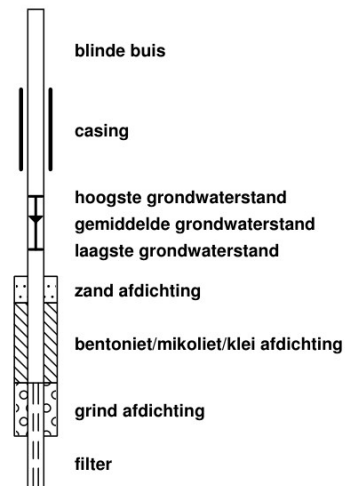 blinde buis
casing
hoogste grondwaterstand
gemiddelde grondwaterstand
laagste grondwaterstand
zand afdichting
bentoniet/mikoliet/klei afdichting
grind afdichting
filter